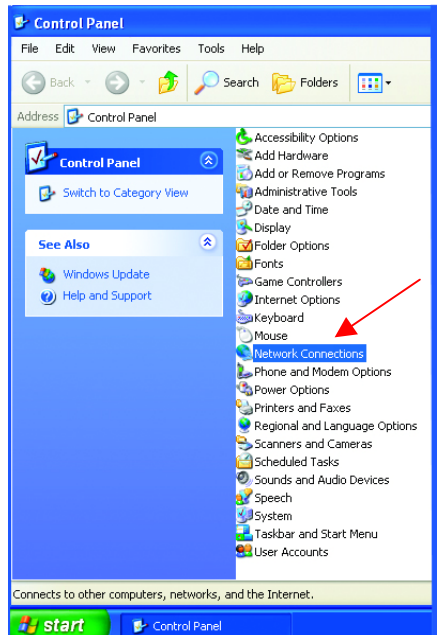 Control Panel
File Edit View Favorites Tools Help
Back Search Folders
Address Control Panel
Control Panel
Switch to Category View
See Also
Windows Update
Help and Support
Accessibility Options
Add Hardware
Add or Remove Programs
Administrative Tools
Date and Time
Display
Folder Options
Fonts
Game Controllers
Internet Options
Keyboard
Mouse
Network Connections
Phone and Modem Options
Power Options
Printers and Faxes
Regional and Language Options
Scanners and Cameras
Scheduled Tasks
Sounds and Audio Devices
Speech
System
Taskbar and Start Menu
User Accounts
Connects to other computers, networks, and the Internet.
start Control Panel